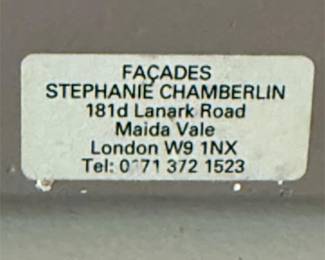 FAÇADES
STEPHANIE CHAMBERLIN
181d Lanark Road
Maida Vale
London W9 1NX
Tel: 0171 372 1523